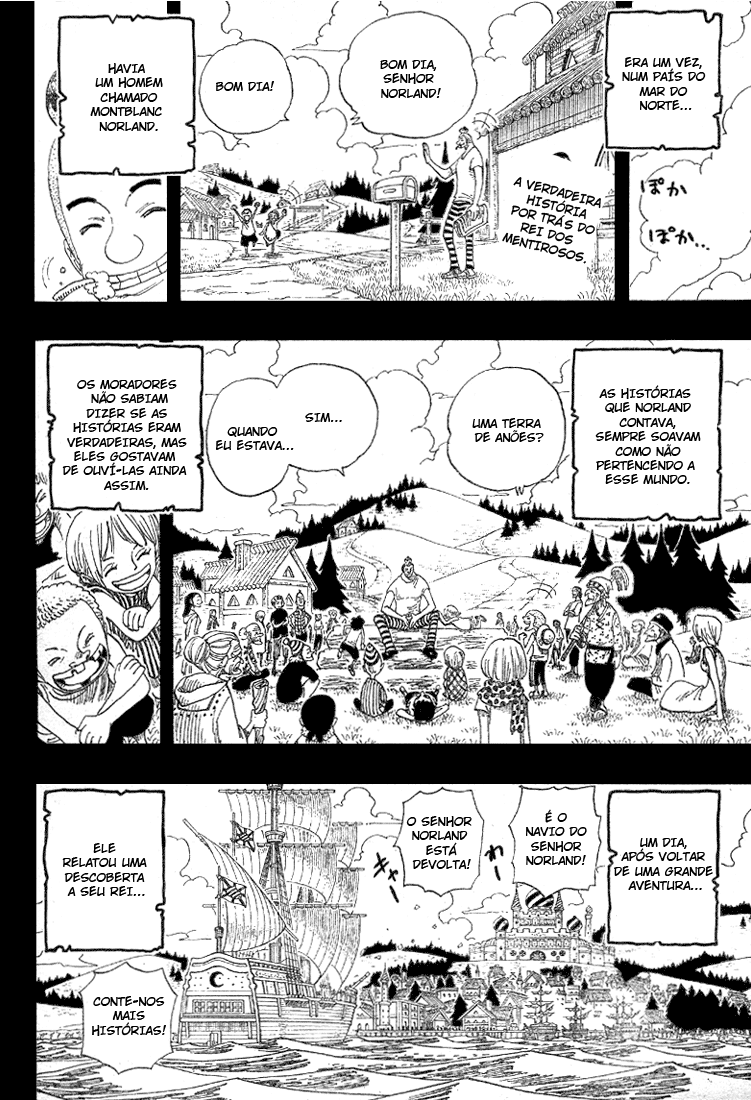 ERA UM VEZ,
NUM PAÍS DO
MAR DO
NORTE...
ぽか
ぽか...
BOM DIA,
SENHOR
NORLAND!
BOM DIA!
A VERDADEIRA
HISTÓRIA
POR TRÁS DO
REI DOS
MENTIROSOS.
HAVIA
UM HOMEM
CHAMADO
MONTBLANC
NORLAND.
AS HISTÓRIAS
QUE NORLAND
CONTAVA,
SEMPRE SOAVAM
COMO NÃO
PERTENCENDO A
ESSE MUNDO.
UMA TERRA
DE ANÕES?
SIM...
QUANDO
EU ESTAVA...
OS MORADORES
NÃO SABIAM
DIZER SE AS
HISTÓRIAS ERAM
VERDADEIRAS, MAS
ELES GOSTAVAM
DE OUVÍ-LAS AINDA
ASSIM.
UM DIA,
APÓS VOLTAR
DE UMA GRANDE
AVENTURA...
É O
NAVIO DO
SENHOR
NORLAND!
わー
O SENHOR
NORLAND
ESTÁ
DEVOLTA!
きゃー
ELE
RELATOU UMA
DESCOBERTA
A SEU REI...
CONTE-NOS
MAIS
HISTÓRIAS!